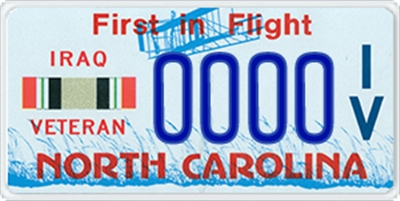 First in Flight
IRAQ
VETERAN
0000
IV
NORTH CAROLINA